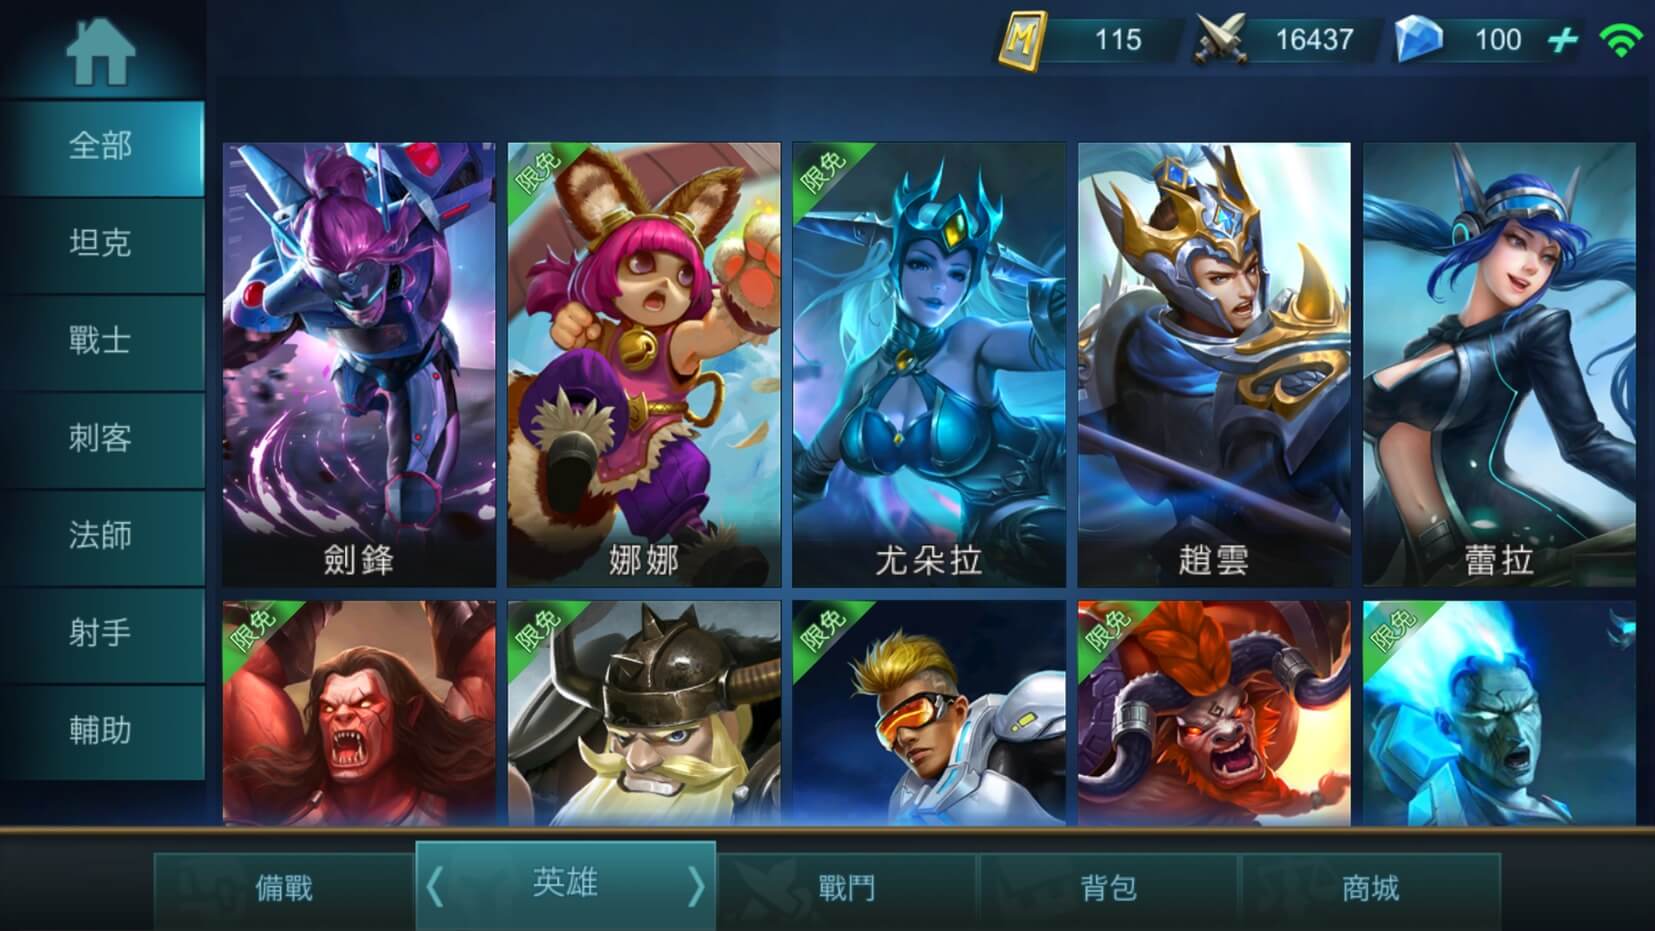 115
16437
100
全部
坦克
戰士
刺客
法師
射手
輔助
限免
限免
劍鋒
娜娜
尤朵拉
趙雲
蕾拉
限免
限免
限免
限免
限免
備戰
英雄
戰鬥
背包
商城